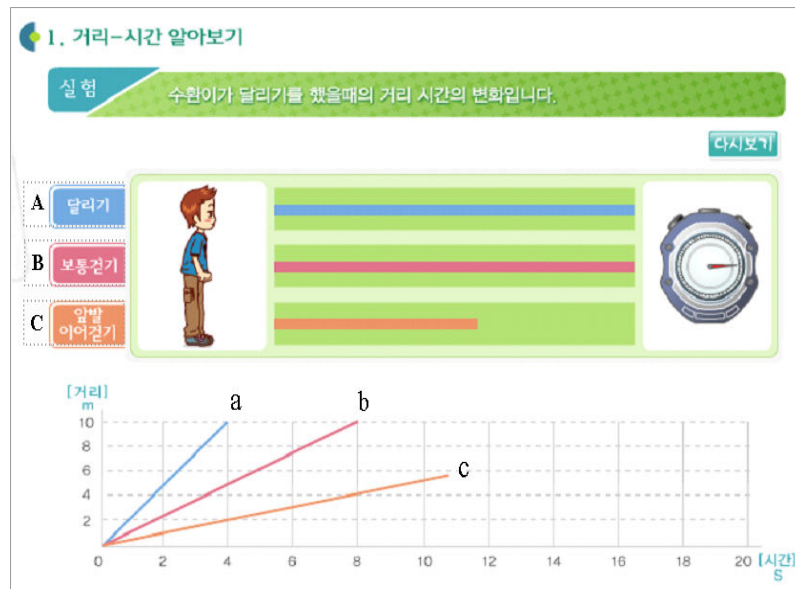 1. 거리-시간 알아보기
실험
수환이가 달리기를 했을때의 거리 시간의 변화입니다.
다시보기
A 달리기
B 보통걷기
C 앞발
이어걷기
[거리]
m
a b
c
10
8
6
4
2
0 2 4 6 8 10 12 14 16 18 20 [시간]
S